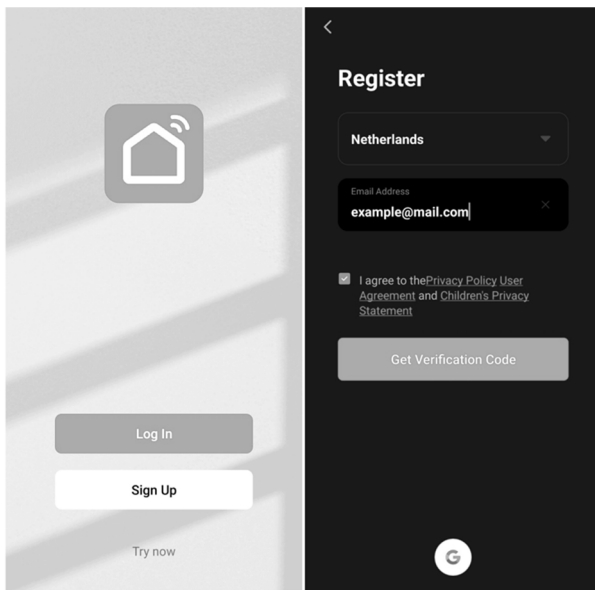 Log In
Sign Up
Try now
Register
Netherlands
Email Address
example@mail.com
I agree to thePrivacy Policy User
Agreement and Children's Privacy
Statement
Get Verification Code
G